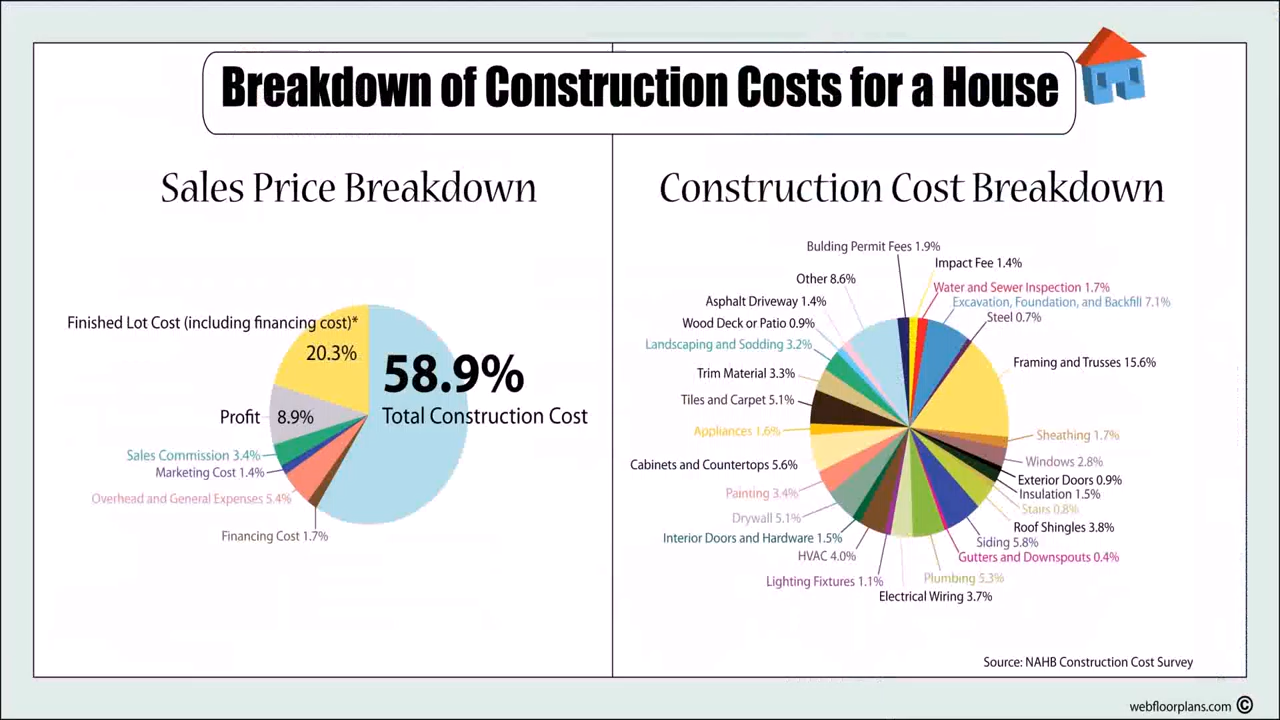 Breakdown of Construction Costs for a House
Sales Price Breakdown
Finished Lot Cost (including financing cost)*
20.3%
58.9%
Total Construction Cost
Profit 8.9%
Sales Commission 3.4%
Marketing Cost 1.4%
Overhead and General Expenses 5.4%
Financing Cost 1.7%
Construction Cost Breakdown
Bulding Permit Fees 1.9%
Impact Fee 1.4%
Water and Sewer Inspection 1.7%
Excavation, Foundation, and Backfill 7.1%
Steel 0.7%
Framing and Trusses 15.6%
Sheathing 1.7%
Windows 2.8%
Exterior Doors 0.9%
Insulation 1.5%
Stairs 0.8%
Roof Shingles 3.8%
Siding 5.8%
Gutters and Downspouts 0.4%
Plumbing 5.3%
Electrical Wiring 3.7%
Lighting Fixtures 1.1%
HVAC 4.0%
Interior Doors and Hardware 1.5%
Drywall 5.1%
Painting 3.4%
Cabinets and Countertops 5.6%
Appliances 1.6%
Tiles and Carpet 5.1%
Trim Material 3.3%
Landscaping and Sodding 3.2%
Wood Deck or Patio 0.9%
Asphalt Driveway 1.4%
Other 8.6%
Source: NAHB Construction Cost Survey
webfloorplans.com ©